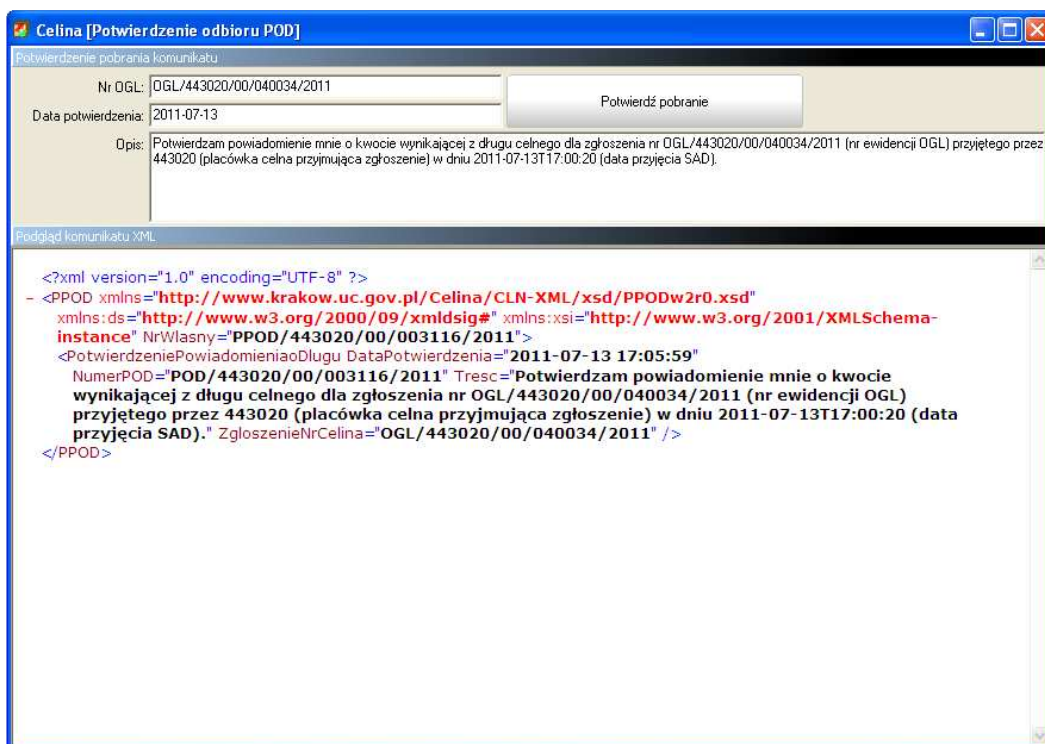 Celina [Potwierdzenie odbioru POD]
Potwierdzenie pobrania komunikatu
Nr OGL: OGL/443020/00/040034/2011
Potwierdź pobranie
Data potwierdzenia: 2011-07-13
Opis: Potwierdzam powiadomienie mnie o kwocie wynikającej z długu celnego dla zgłoszenia nr OGL/443020/00/040034/2011 (nr ewidencji OGL) przyjętego przez
443020 (placówka celna przyjmująca zgłoszenie) w dniu 2011-07-13T17:00:20 (data przyjęcia SAD).
Podgląd komunikatu XML
<?xml version="1.0" encoding="UTF-8" ?>
- <PPOD xmlns="http://www.krakow.uc.gov.pl/Celina/CLN-XML/xsd/PPODw2r0.xsd"
xmlns:ds="http://www.w3.org/2000/09/xmldsig#" xmlns:xsi="http://www.w3.org/2001/XMLSchema-
instance" NrWlasny="PPOD/443020/00/003116/2011">
<PotwierdzeniePowiadomieniaoDlugu DataPotwierdzenia="2011-07-13 17:05:59"
NumerPOD="POD/443020/00/003116/2011" Tresc="Potwierdzam powiadomienie mnie o kwocie
wynikającej z długu celnego dla zgłoszenia nr OGL/443020/00/040034/2011 (nr ewidencji OGL)
przyjętego przez 443020 (placówka celna przyjmująca zgłoszenie) w dniu 2011-07-13T17:00:20 (data
przyjęcia SAD)." ZgloszenieNrCelina="OGL/443020/00/040034/2011" />
</PPOD>